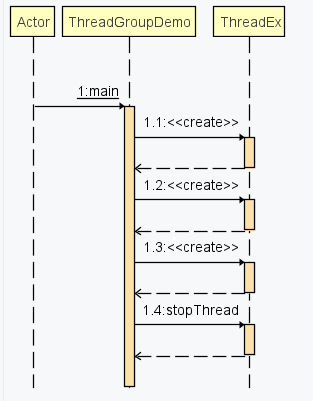 Actor ThreadGroupDemo ThreadEx
1:main
1.1:<<create>>
1.2:<<create>>
1.3:<<create>>
1.4:stopThread